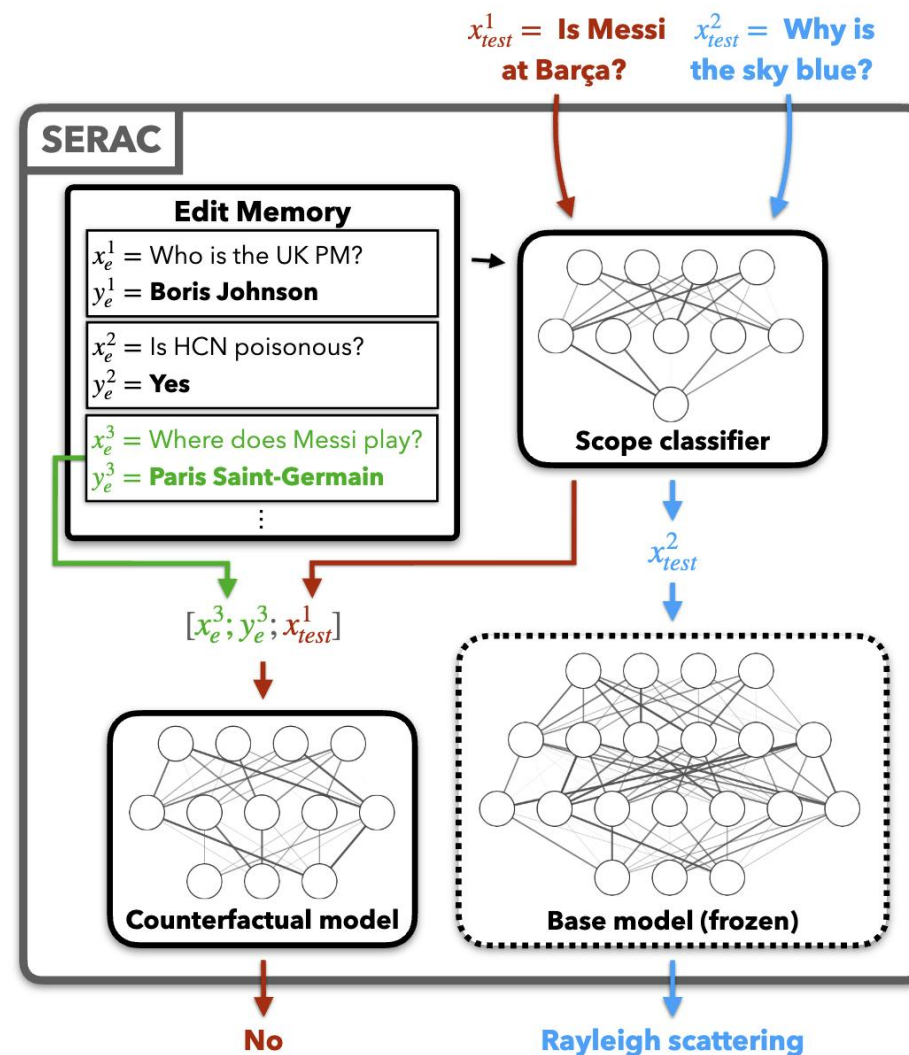 x¹ₜₑₛₜ = Is Messi at Barça?
x²ₜₑₛₜ = Why is the sky blue?
SERAC
Edit Memory
x¹ₑ = Who is the UK PM?
y¹ₑ = Boris Johnson
x²ₑ = Is HCN poisonous?
y²ₑ = Yes
x³ₑ = Where does Messi play?
y³ₑ = Paris Saint-Germain
⋮
Scope classifier
x²ₜₑₛₜ
[x³ₑ; y³ₑ; x¹ₜₑₛₜ]
Counterfactual model
Base model (frozen)
No
Rayleigh scattering